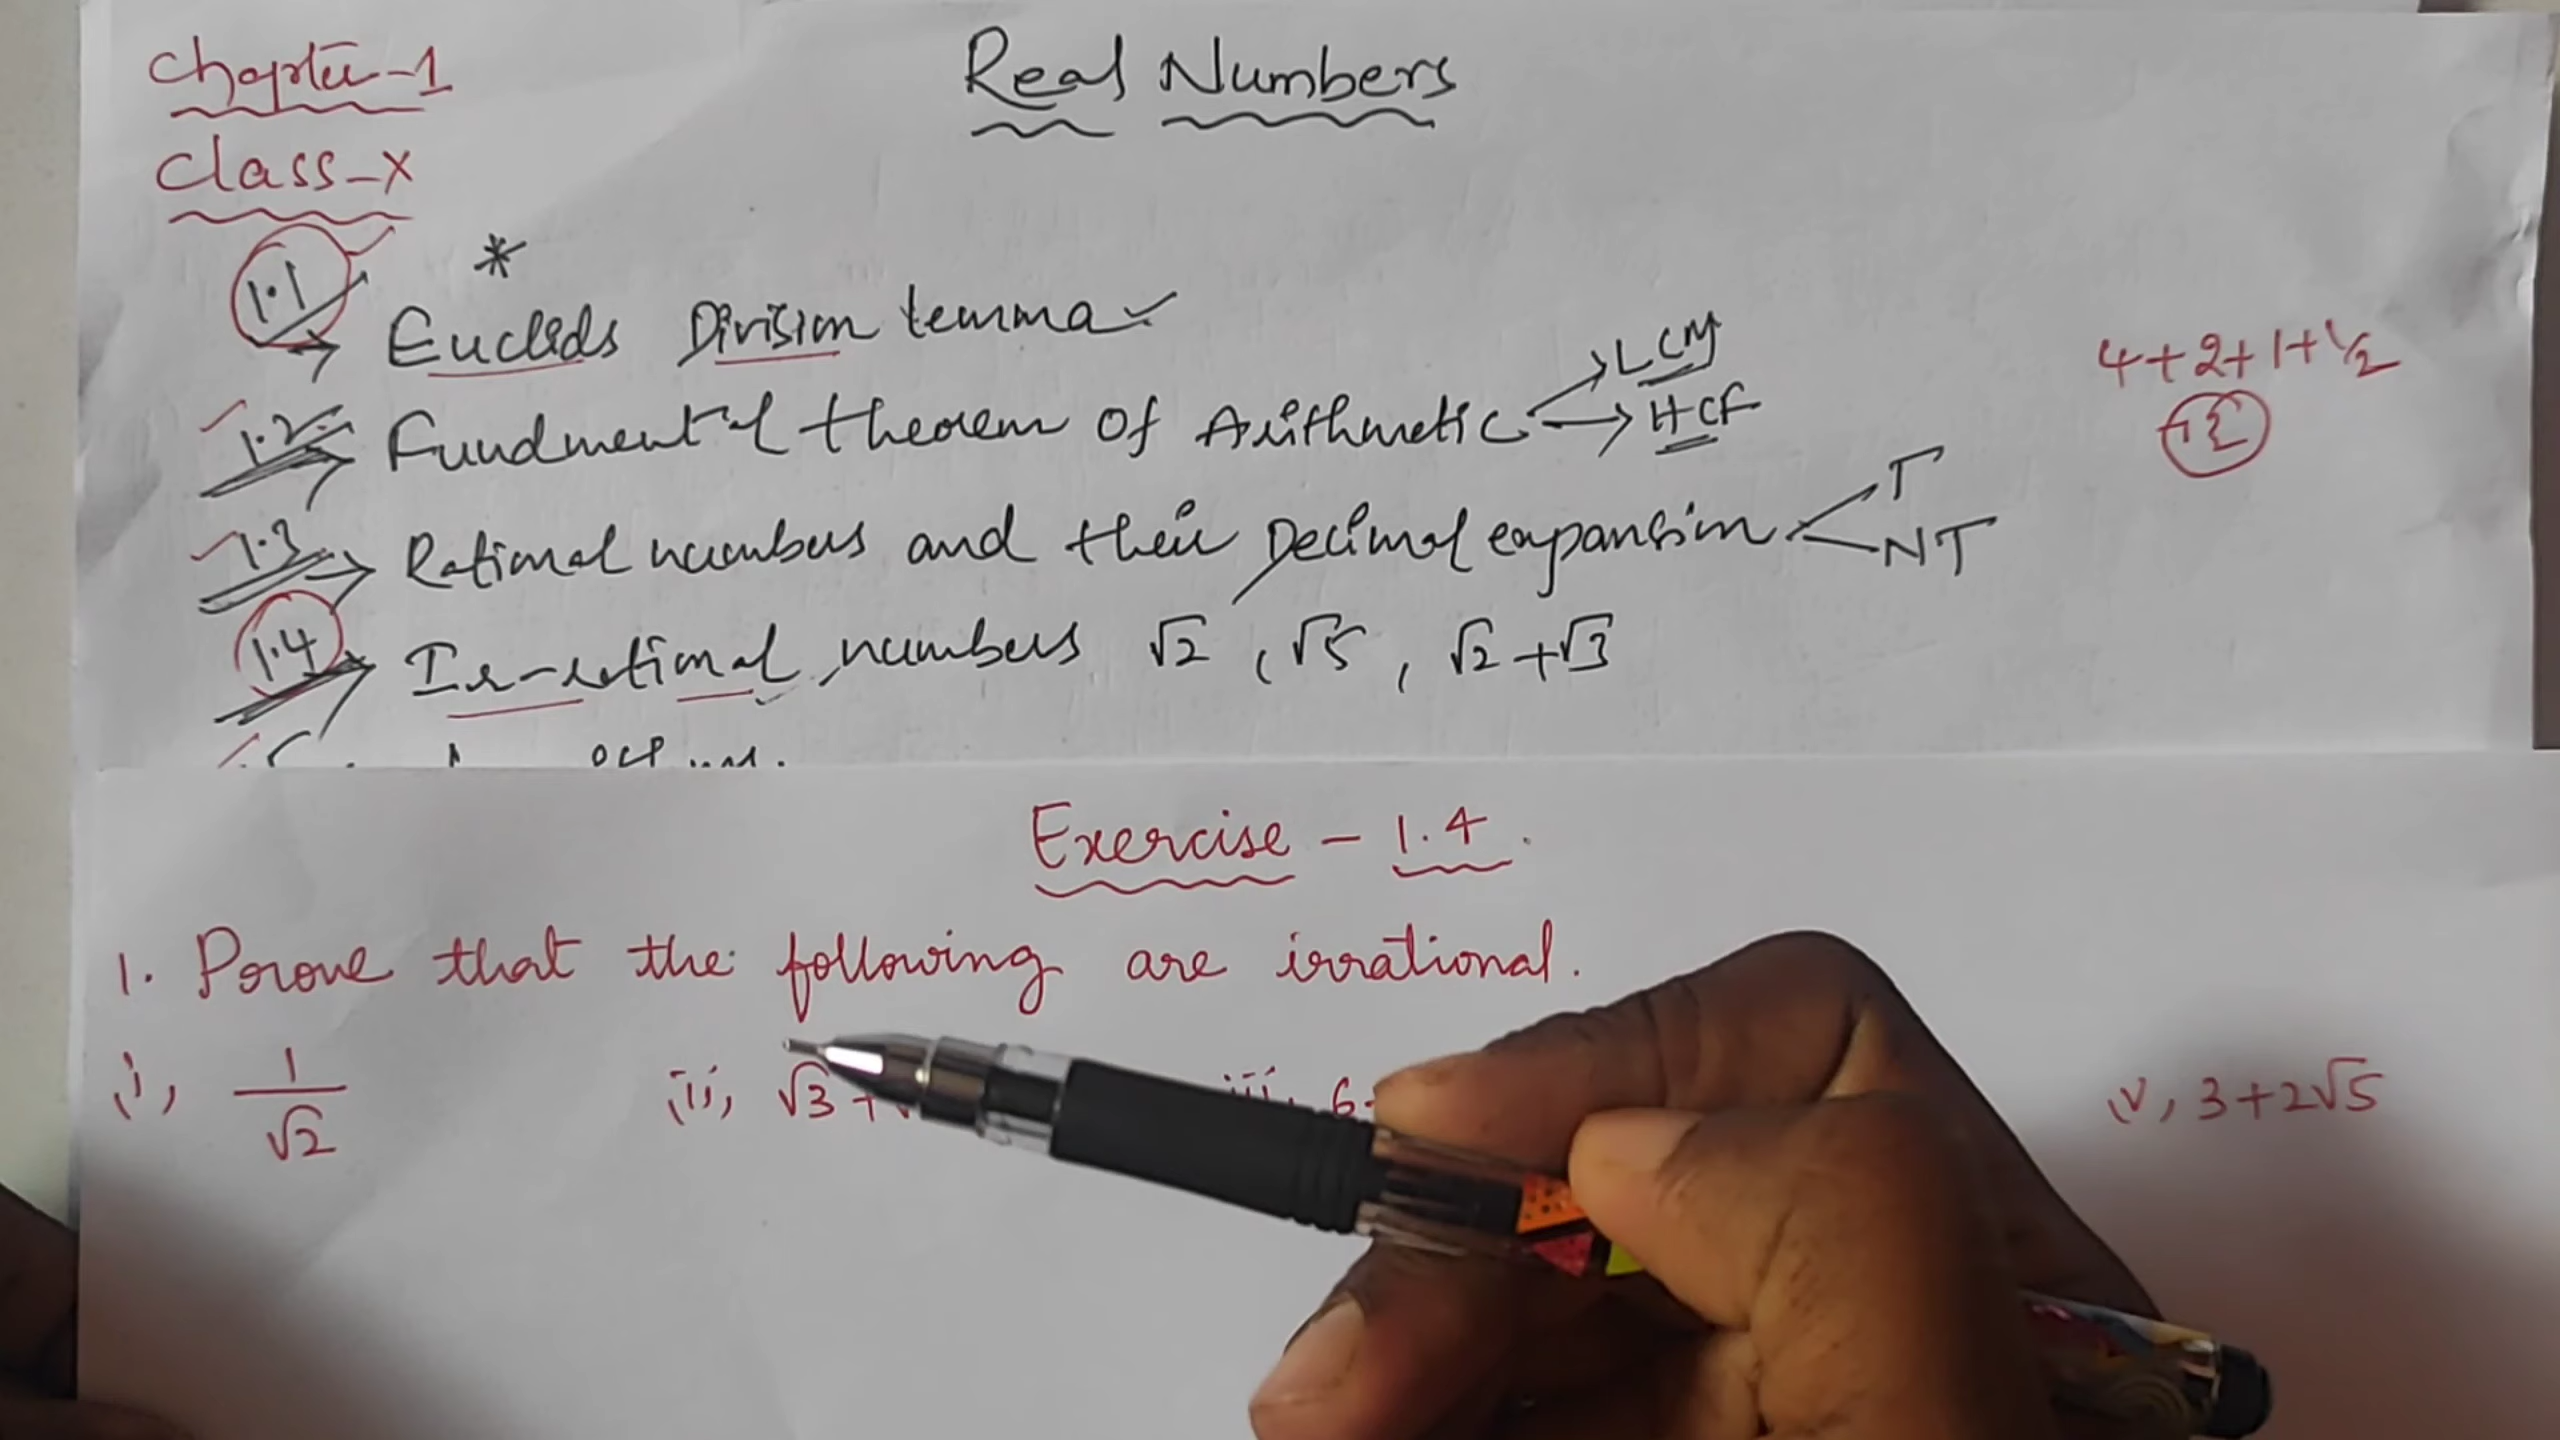 Chapter-1
Real Numbers
Class-X
1.1 → Euclids Division lemma
*
1.2 → Fundmental theorem of Arithmetic → LCM
→ HCF
4+2+1+1/2
1.3 → Rational numbers and their Decimal expansion T
NT
1.4 → Ir-rational numbers √2, √5, √2+√3
Exercise - 1.4.
1. Prove that the following are irrational.
i, 1/√2 ii, √3+ iii, 6+ v, 3+2√5